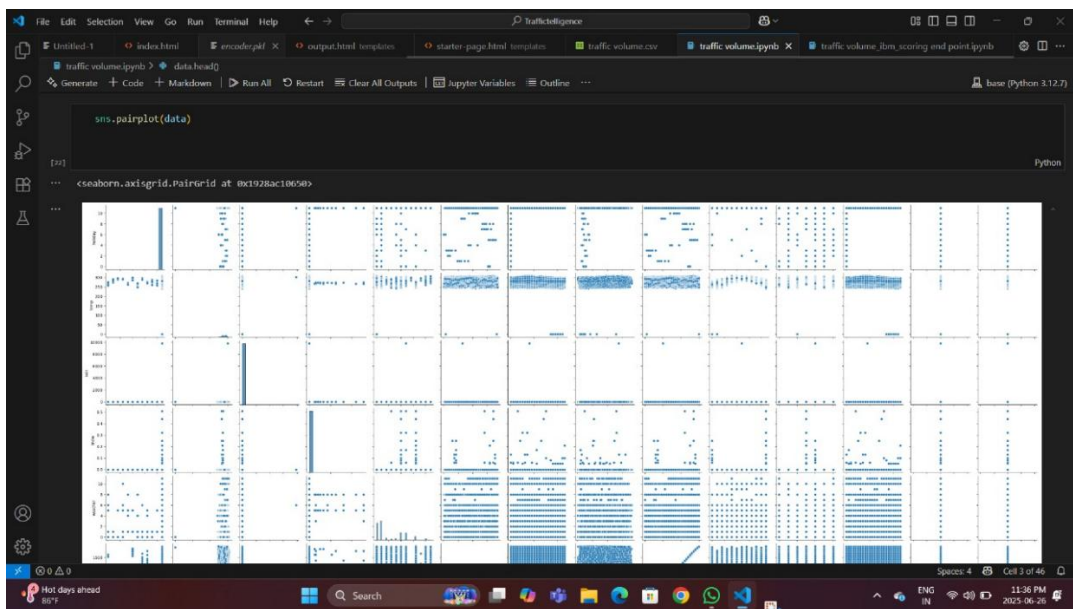 File Edit Selection View Go Run Terminal Help
Traffictelligence
Untitled-1
index.html
encoder.pkl
output.html templates
starter-page.html templates
traffic volume.csv
traffic volume.ipynb
traffic volume_ibm_scoring end point.ipynb
traffic volume.ipynb > data.head()
Generate + Code + Markdown | Run All Restart Clear All Outputs | Jupyter Variables Outline ...
base (Python 3.12.7)
sns.pairplot(data)
Python
<seaborn.axisgrid.PairGrid at 0x1928ac10650>
0 0
Spaces: 4
Cell 3 of 46
Hot days ahead
86°F
Search
ENG
IN
11:36 PM
2025-06-26